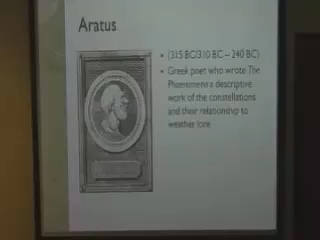 Aratus
(315 BC/310 BC – 240 BC)
Greek poet who wrote The
Phaenomena a descriptive
work of the constellations
and their relationship to
weather lore